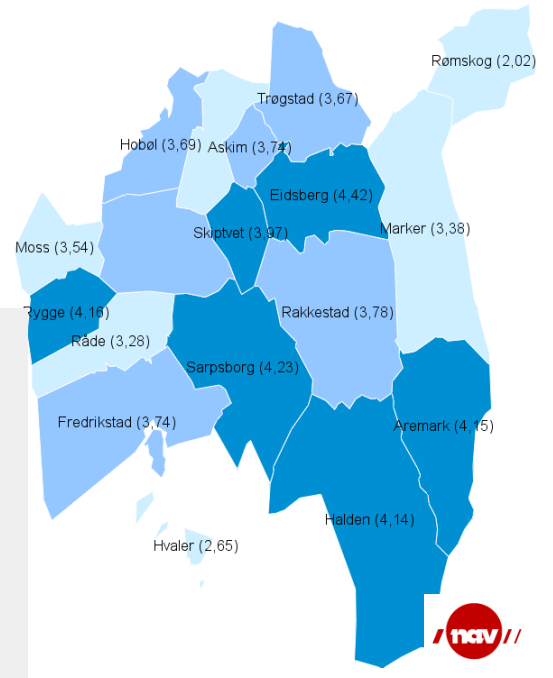 Rømskog (2,02)
Trøgstad (3,67)
Hobøl (3,69)
Askim (3,74)
Eidsberg (4,42)
Skiptvet (3,97)
Marker (3,38)
Moss (3,54)
Rygge (4,16)
Rakkestad (3,78)
Råde (3,28)
Sarpsborg (4,23)
Fredrikstad (3,74)
Aremark (4,15)
Halden (4,14)
Hvaler (2,65)
nav